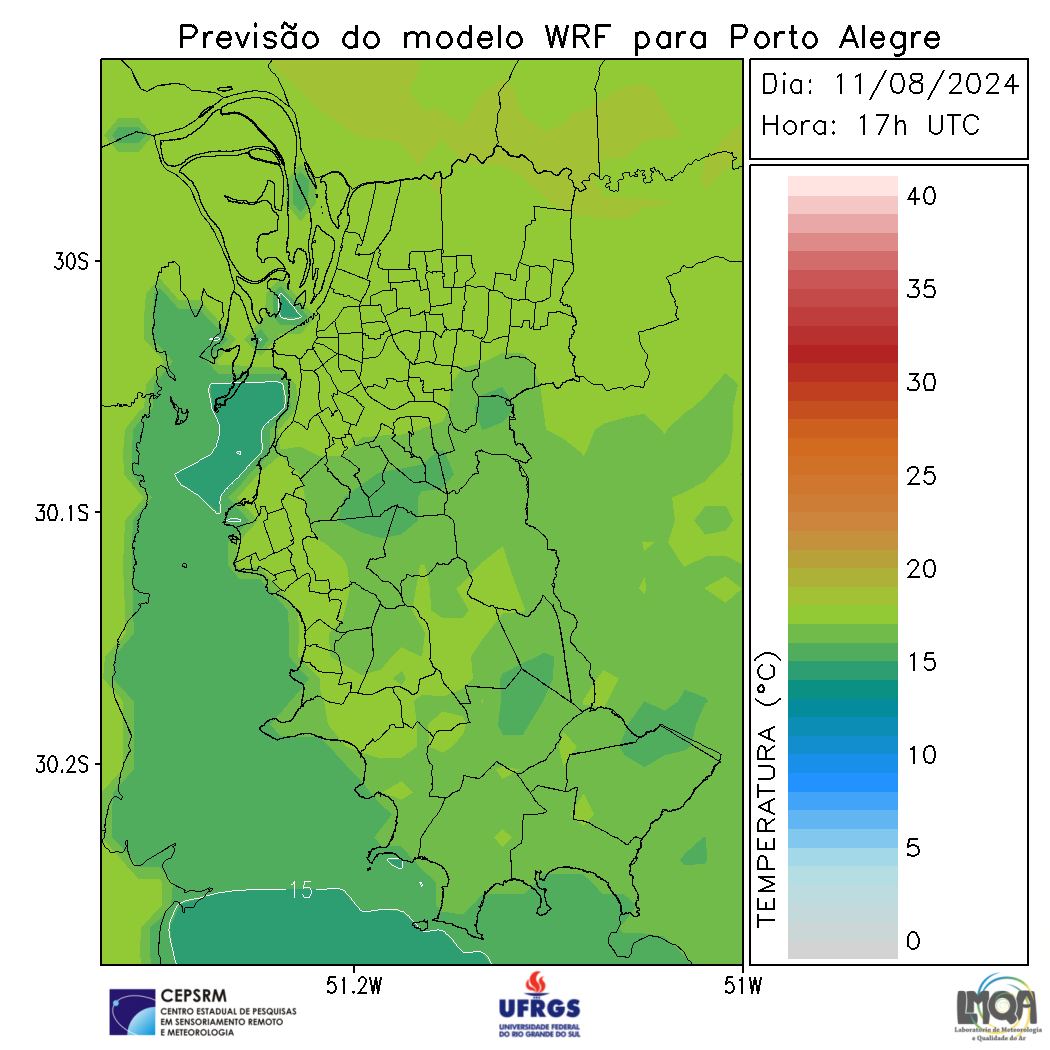 Previsão do modelo WRF para Porto Alegre
Dia: 11/08/2024
Hora: 17h UTC
40
35
30
25
20
15
10
5
0
TEMPERATURA (°C)
30S
30.1S
30.2S
15
51.2W
51W
CEPSRM
CENTRO ESTADUAL DE PESQUISAS
EM SENSORIAMENTO REMOTO
E METEOROLOGIA
UFRGS
UNIVERSIDADE FEDERAL
DO RIO GRANDE DO SUL
LMQA
Laboratório de Meteorologia
e Qualidade do Ar